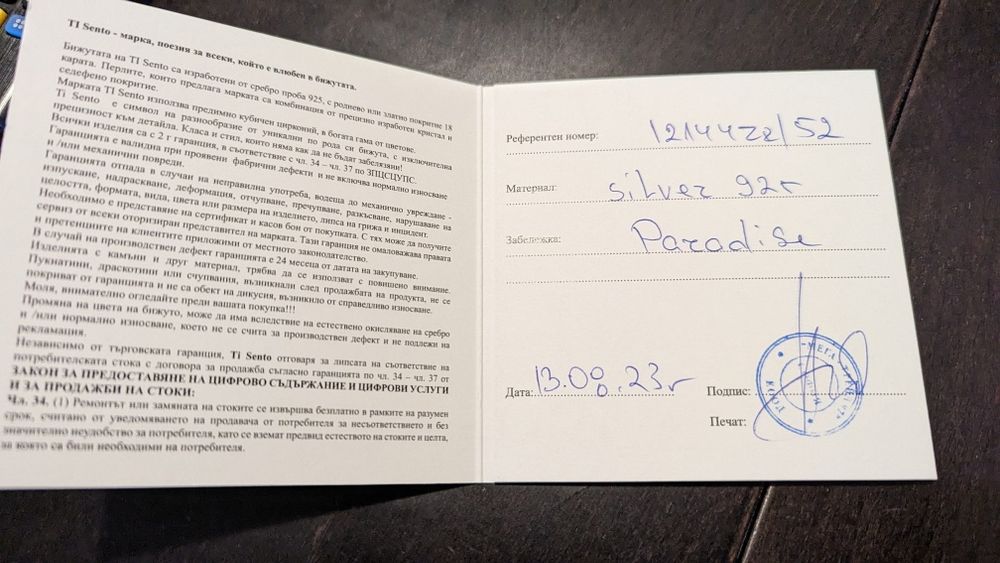 TI Sento - марка, поезия за всеки, който е влюбен в бижутата.
Бижутата на TI Sento са изработени от сребро проба 925, с родиево или златно покритие 18
карата. Перлите, които предлага марката са комбинация от прецизно изработен кристал и
седефено покритие.
Марката TI Sento използва предимно кубичен цирконий, в богата гама от цветове.
Ti Sento е символ на разнообразие от уникални по рода си бижута, с изключителна
прецизност към детайла. Класа и стил, които няма как да не бъдат забелязяни!
Всички изделия са с 2 г гаранция, в съответствие с чл. 34 – чл. 37 по ЗПЦСЦУПС.
Гаранцията е валидна при проявени фабрични дефекти и не включва нормално износване
и /или механични повреди.
Гаранцията отпада в случаи на неправилна употреба, водеща до механично увреждане -
изпускане, надраскване, деформация, отчупване, пречупване, разкъсване, нарушаване на
целостта, формата, вида, цвета или размера на изделието, липса на грижа и инцидент.
Необходимо е представяне на сертификат и касов бон от покупката. С тях може да получите
сервиз от всеки оторизиран представител на марката. Тази гаранция не омаловажава правата
и претенциите на клиентите приложими от местното законодателство.
В случай на производствен дефект гаранцията е 24 месеца от датата на закупуване.
Изделията с камъни и друг материал, трябва да се използват с повишено внимание.
Пукнатини, драскотини или счупвания, възникнали след продажбата на продукта, не се
покриват от гаранцията и не са обект на дикусия, възникило от справедливо износване.
Моля, внимателно огледайте преди вашата покупка!!!
Промяна на цвета на бижуто, може да има вследствие на естествено окисляване на сребро
и /или нормално износване, което не се счита за производствен дефект и не подлежи на
рекламация.
Независимо от търговската гаранция, Ti Sento отговаря за липсата на съответствие на
потребителската стока с договора за продажба съгласно гаранцията по чл. 34 – чл. 37 от
ЗАКОН ЗА ПРЕДОСТАВЯНЕ НА ЦИФРОВО СЪДЪРЖАНИЕ И ЦИФРОВИ УСЛУГИ
И ЗА ПРОДАЖБИ НА СТОКИ:
Чл. 34. (1) Ремонтът или замяната на стоките се извършва безплатно в рамките на разумен
срок, считано от уведомяването на продавача от потребителя за несъответствието и без
значително неудобство за потребителя, като се вземат предвид естеството на стоките и целта,
за която са били необходими на потребителя.
Референтен номер: 12144ZR/52
Материал: silver 92г
Забележка: Paradise
Дата: 13.08.23г Подпис:
Печат: